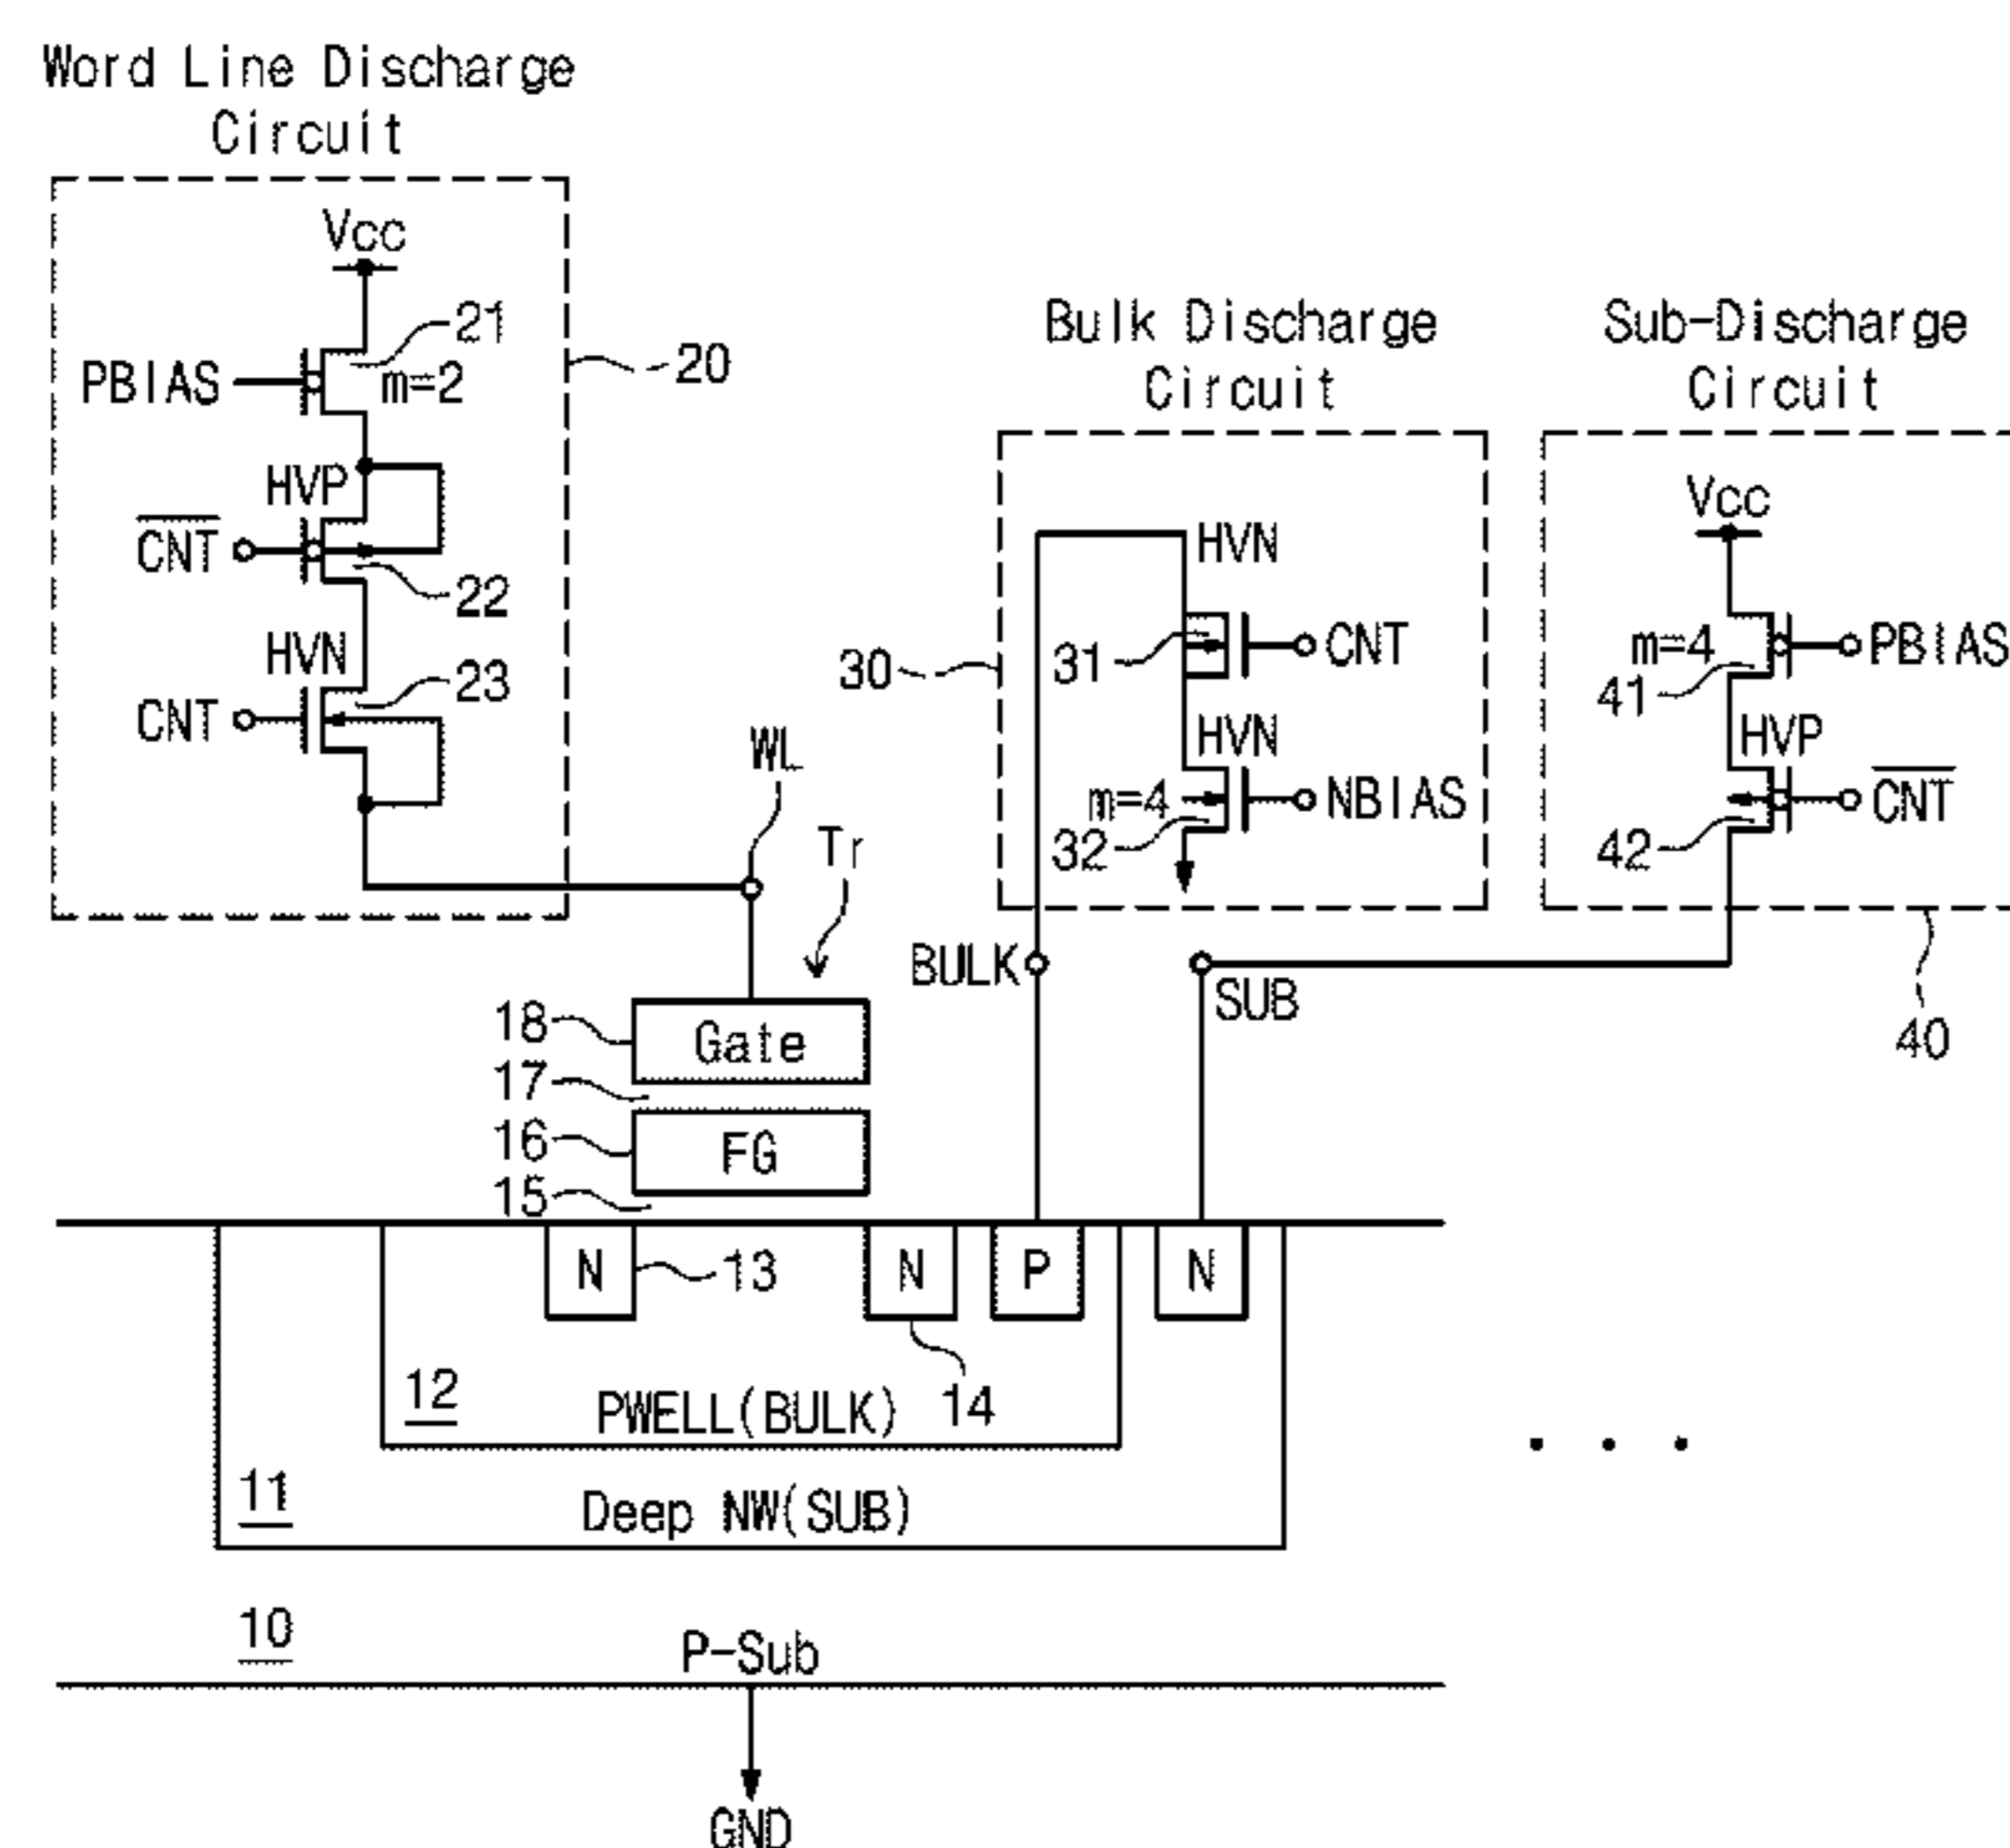 Word Line Discharge
Circuit
Vcc
21
PBIAS
m=2
20
HVP
CNT
22
HVN
23
CNT
WL
Tr
Bulk Discharge
Circuit
HVN
30
31
CNT
HVN
m=4
NBIAS
32
Sub-Discharge
Circuit
Vcc
m=4
PBIAS
41
HVP
CNT
42
40
BULK
SUB
18
Gate
17
16
FG
15
N
13
N
P
N
12
PWELL(BULK)
14
11
Deep NW(SUB)
. . .
10
P-Sub
GND